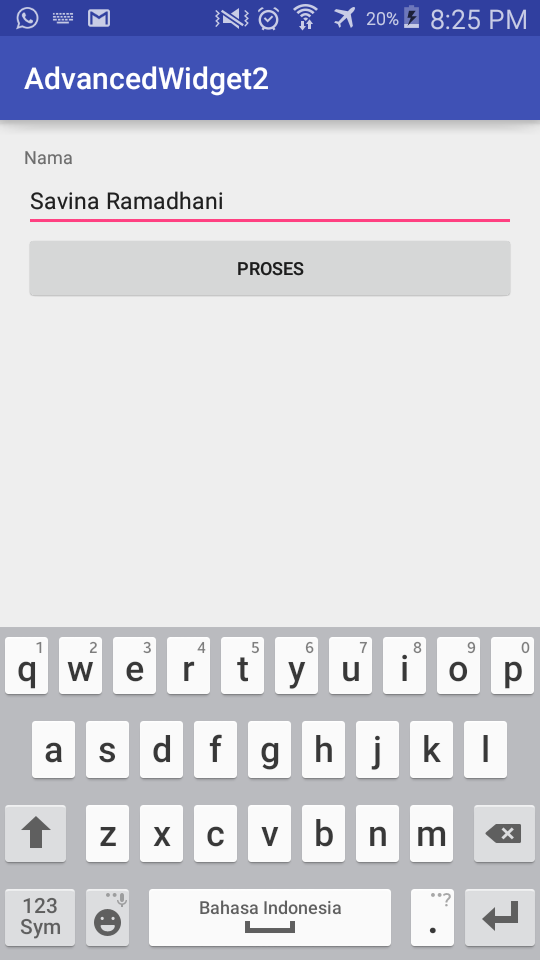 20% 8:25 PM
AdvancedWidget2
Nama
Savina Ramadhani
PROSES
1 2 3 4 5 6 7 8 9 0
q w e r t y u i o p
a s d f g h j k l
z x c v b n m
123
Sym
Bahasa Indonesia
?
.